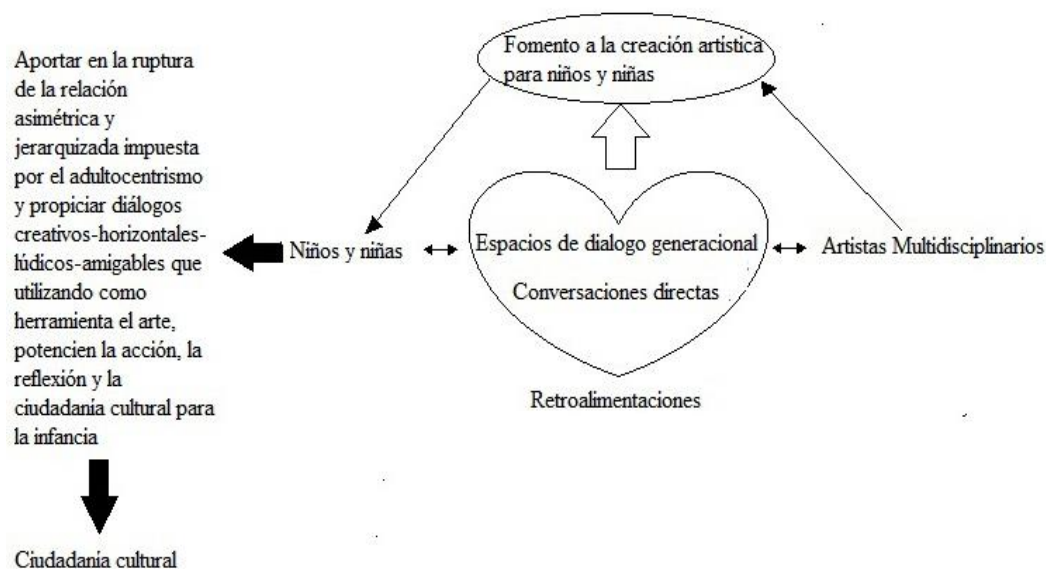 Aportar en la ruptura
de la relación
asimétrica y
jerarquizada impuesta
por el adultocentrismo
y propiciar diálogos
creativos-horizontales-
lúdicos-amigables que
utilizando como
herramienta el arte,
potencien la acción, la
reflexión y la
ciudadanía cultural para
la infancia
Ciudadanía cultural
Fomento a la creación artística
para niños y niñas
Niños y niñas
Espacios de dialogo generacional
Conversaciones directas
Retroalimentaciones
Artistas Multidisciplinarios